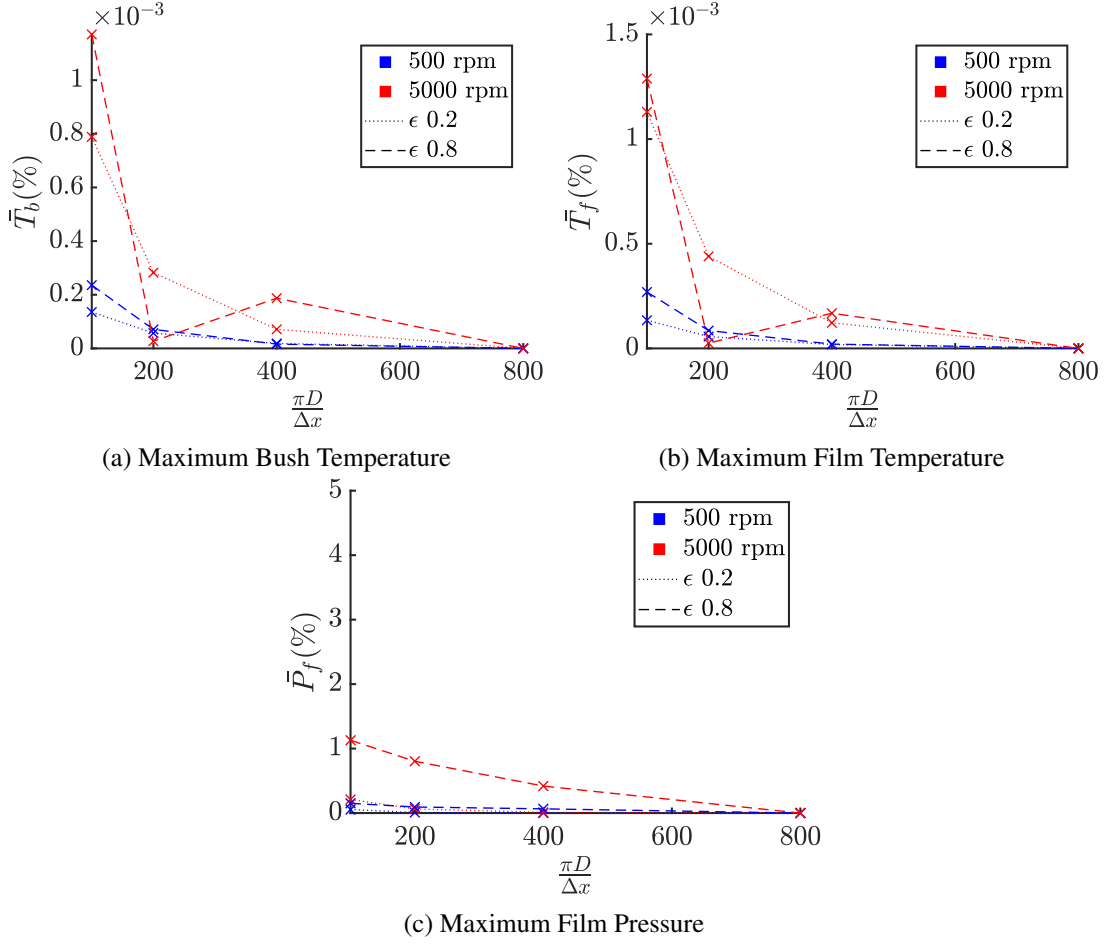 ×10⁻³
1
0.8
0.6
0.4
0.2
0
T̄_b(%)
200 400 600 800
πD/Δx
500 rpm
5000 rpm
ϵ 0.2
ϵ 0.8
(a) Maximum Bush Temperature
×10⁻³
1.5
1
0.5
0
T̄_f(%)
200 400 600 800
πD/Δx
500 rpm
5000 rpm
ϵ 0.2
ϵ 0.8
(b) Maximum Film Temperature
5
4
3
2
1
0
P̄_f(%)
200 400 600 800
πD/Δx
500 rpm
5000 rpm
ϵ 0.2
ϵ 0.8
(c) Maximum Film Pressure